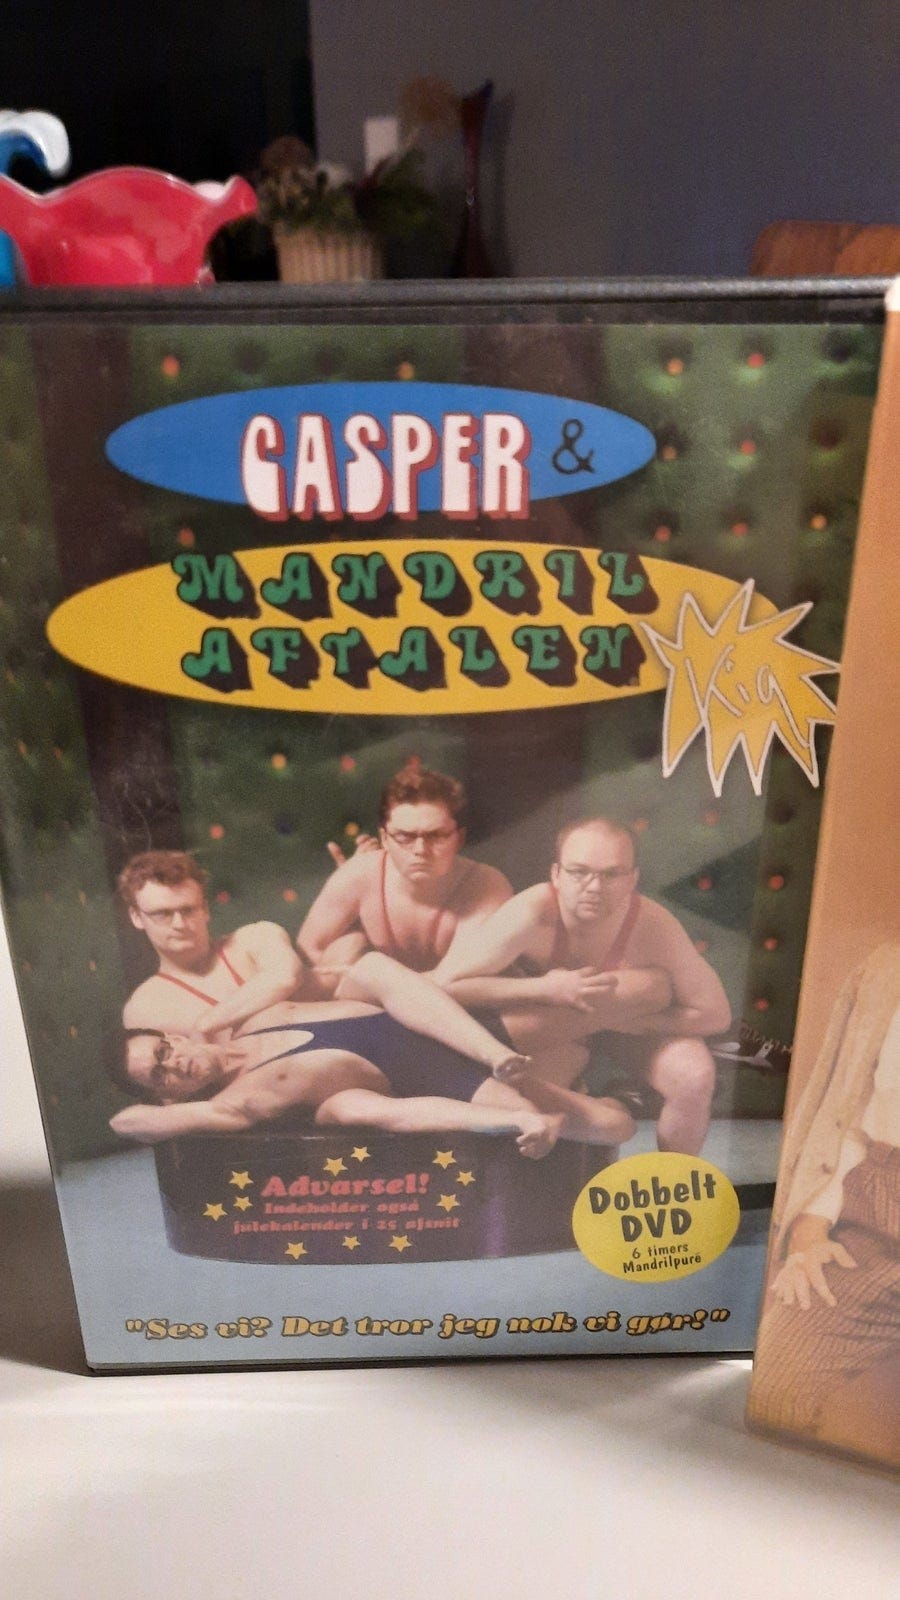 CASPER &
MANDRIL
AFTALEN
Kig
Advarsel!
Indeholder også
julekalender i 25 afsnit
Dobbelt
DVD
6 timers
Mandrilpuré
"Ses vi? Det tror jeg nok vi gør!"